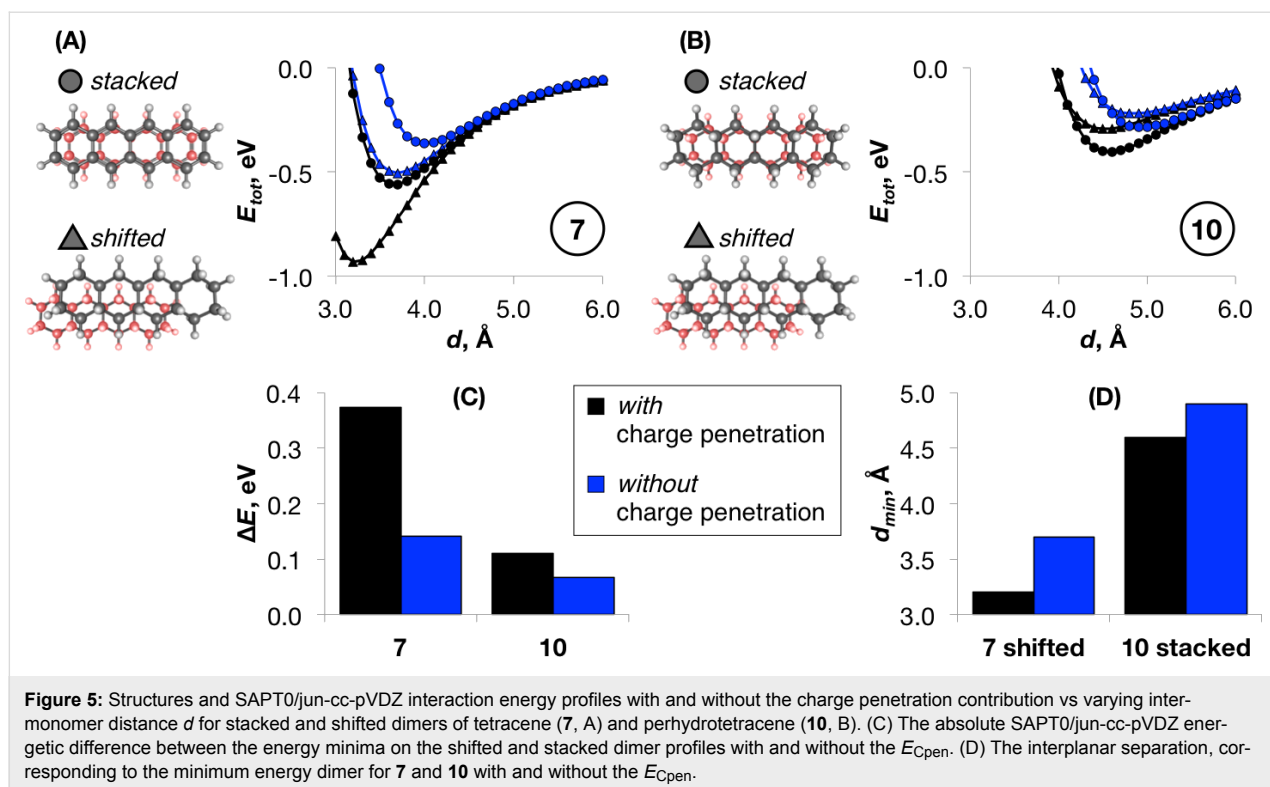 (A)
stacked
shifted
0.0
-0.5
-1.0
E_tot, eV
3.0 4.0 5.0 6.0
d, Å
7
(B)
stacked
shifted
0.0
-0.5
-1.0
E_tot, eV
3.0 4.0 5.0 6.0
d, Å
10
(C)
0.4
0.3
0.2
0.1
0.0
ΔE, eV
7 10
with
charge penetration
without
charge penetration
(D)
5.0
4.5
4.0
3.5
3.0
d_min, Å
7 shifted 10 stacked
Figure 5: Structures and SAPT0/jun-cc-pVDZ interaction energy profiles with and without the charge penetration contribution vs varying inter-
monomer distance d for stacked and shifted dimers of tetracene (7, A) and perhydrotetracene (10, B). (C) The absolute SAPT0/jun-cc-pVDZ ener-
getic difference between the energy minima on the shifted and stacked dimer profiles with and without the E_Cpen. (D) The interplanar separation, cor-
responding to the minimum energy dimer for 7 and 10 with and without the E_Cpen.